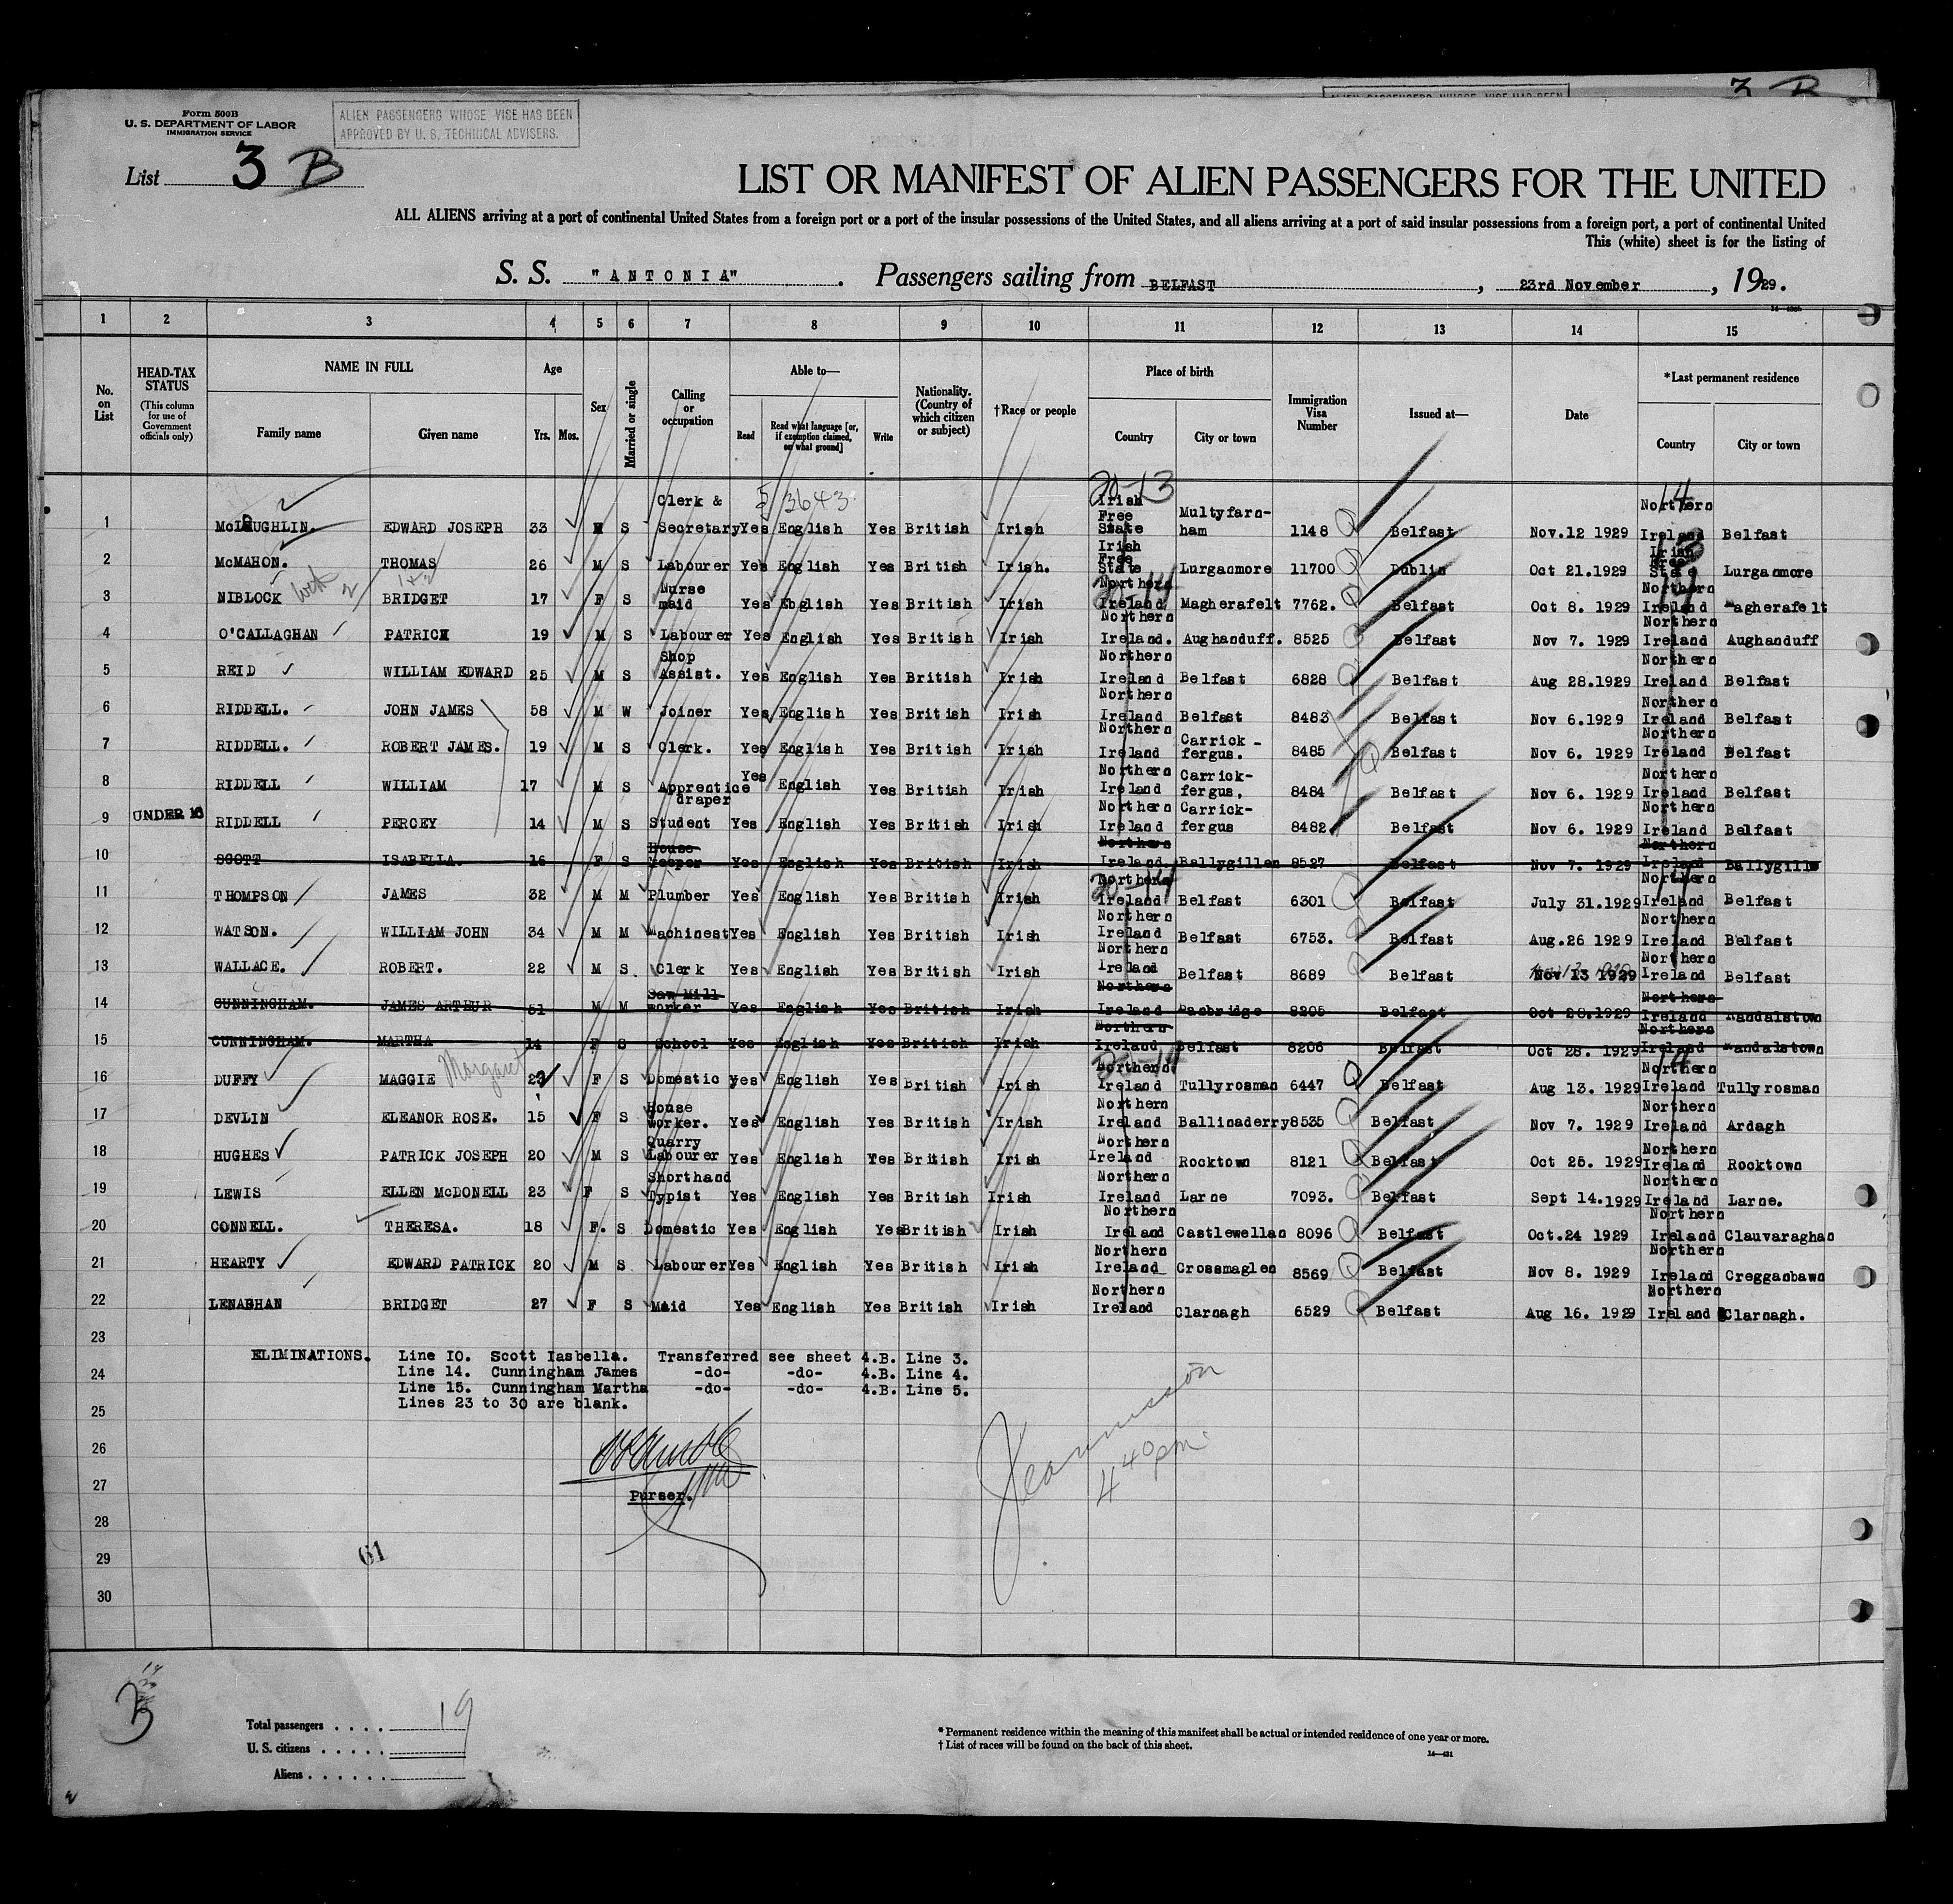 Form 500B
U. S. DEPARTMENT OF LABOR
IMMIGRATION SERVICE
ALIEN PASSENGERS WHOSE VISE HAS BEEN
APPROVED BY U. S. TECHNICAL ADVISERS.
3 B
List 3 B
LIST OR MANIFEST OF ALIEN PASSENGERS FOR THE UNITED
ALL ALIENS arriving at a port of continental United States from a foreign port or a port of the insular possessions of the United States, and all aliens arriving at a port of said insular possessions from a foreign port, a port of continental United
This (white) sheet is for the listing of
S. S. "ANTONIA" . Passengers sailing from BELFAST , 23rd November , 1929.
1 2 3 4 5 6 7 8 9 10 11 12 13 14 15
No. on List
HEAD-TAX STATUS (This column for use of Government officials only)
NAME IN FULL
Family name Given name
Age
Yrs. Mos.
Sex
Married or single
Calling or occupation
Able to—
Read Read what language [or, if exemption claimed, on what ground] Write
Nationality. (Country of which citizen or subject)
†Race or people
Place of birth
Country City or town
Immigration Visa Number
Issued at—
Date
*Last permanent residence
Country City or town
5/3643 20-13 14
1 McLAUGHLIN. EDWARD JOSEPH 33 M S Clerk & Secretary Yes English Yes British Irish Irish Free State Multyfarnham 1148 Belfast Nov.12 1929 Northern Ireland Belfast
2 McMAHON. THOMAS 26 M S Labourer Yes English Yes British Irish. Irish Free State Lurganmore 11700 Dublin Oct 21.1929 Irish Free State Lurganmore
3 NIBLOCK BRIDGET 17 F S Nurse maid Yes Ebglish Yes British Irish Northern Ireland Magherafelt 7762. Belfast Oct 8. 1929 Northern Ireland Magherafelt
4 O'CALLAGHAN PATRICK 19 M S Labourer Yes English Yes British Irish Northern Ireland. Aughanduff. 8525 Belfast Nov 7. 1929 Northern Ireland Aughanduff
5 REID WILLIAM EDWARD 25 M S Shop Assist. Yes English Yes British Irish Northern Ireland Belfast 6828 Belfast Aug 28.1929 Northern Ireland Belfast
6 RIDDELL. JOHN JAMES 58 M W Joiner Yes English Yes British Irish Northern Ireland Belfast 8483 Belfast Nov 6.1929 Northern Ireland Belfast
7 RIDDELL. ROBERT JAMES. 19 M S Clerk. Yes English Yes British Irish Northern Ireland Carrick-fergus. 8485 Belfast Nov 6. 1929 Northern Ireland Belfast
8 RIDDELL WILLIAM 17 M S Apprentice draper Yes English Yes British Irish Northern Ireland Carrick-fergus. 8484 Belfast Nov 6. 1929 Northern Ireland Belfast
9 UNDER 16 RIDDELL PERCEY 14 M S Student Yes English Yes British Irish Northern Ireland Carrick-fergus 8482 Belfast Nov 6. 1929 Northern Ireland Belfast
10 SCOTT ISABELLA. 16 F S House keeper Yes English Yes British Irish Northern Ireland. Ballygillen 8527 Belfast Nov 7. 1929 Northern Ireland Ballygille
11 THOMPSON JAMES 32 M M Plumber Yes English Yes British Irish Northern Ireland Belfast 6301 Belfast July 31.1929 Northern Ireland Belfast
12 WATSON. WILLIAM JOHN 34 M M Machinest Yes English Yes British Irish Northern Ireland Belfast 6753. Belfast Aug.26 1929 Northern Ireland Belfast
13 WALLACE. ROBERT. 22 M S. Clerk Yes English Yes British Irish Northern Ireland Belfast 8689 Belfast Nov 13 1929 Northern Ireland Belfast
14 CUNNINGHAM. JAMES ARTHUR 51 M M Saw Mill worker Yes English Yes British Irish Northern Ireland Banbridge 8205 Belfast Oct 28.1929 Northern Ireland Randalstown
15 CUNNINGHAM. MARTHA 14 F S School Yes English Yes British Irish Northern Ireland Belfast 8206 Belfast Oct 28. 1929 Northern Ireland Randalstown
16 DUFFY MAGGIE Margaret 23 F S Domestic Yes English Yes British Irish Northern Ireland Tullyrosman 6447 Belfast Aug 13. 1929 Northern Ireland Tullyrosman
17 DEVLIN ELEANOR ROSE. 15 F S House worker. Yes English Yes British Irish Northern Ireland Ballinaderry 8535 Belfast Nov 7. 1929 Northern Ireland Ardagh
18 HUGHES PATRICK JOSEPH 20 M S Quarry Labourer Yes English Yes British Irish Northern Ireland Rocktown 8121 Belfast Oct 25. 1929 Northern Ireland Rocktown
19 LEWIS ELLEN McDONELL 23 F S Shorthand Typist Yes English Yes British Irish Northern Ireland Larne 7093. Belfast Sept 14.1929 Northern Ireland Larne.
20 CONNELL. THERESA. 18 F. S Domestic Yes English Yes British Irish Northern Ireland Castlewellan 8096 Belfast Oct.24 1929 Northern Ireland Clauvaraghan
21 HEARTY EDWARD PATRICK 20 M S. Labourer Yes English Yes British Irish Northern Ireland Crossmaglen 8569 Belfast Nov 8. 1929 Northern Ireland Cregganbawn
22 LENAGHAN BRIDGET 27 F S Maid Yes English Yes British Irish Northern Ireland Clarnagh 6529 Belfast Aug 16. 1929 Northern Ireland Clarnagh.
23
ELIMINATIONS. Line 10. Scott Iasbella. Transferred see sheet 4.B. Line 3.
24 Line 14. Cunningham James -do- -do- 4.B. Line 4.
Line 15. Cunningham Martha -do- -do- 4.B. Line 5.
Lines 23 to 30 are blank.
25
26
27
Purser.
4 40 pm
28
29 61
30
Total passengers . . . . 19
U. S. citizens . . . . .
Aliens . . . . . .
* Permanent residence within the meaning of this manifest shall be actual or intended residence of one year or more.
† List of races will be found on the back of this sheet.
14—431